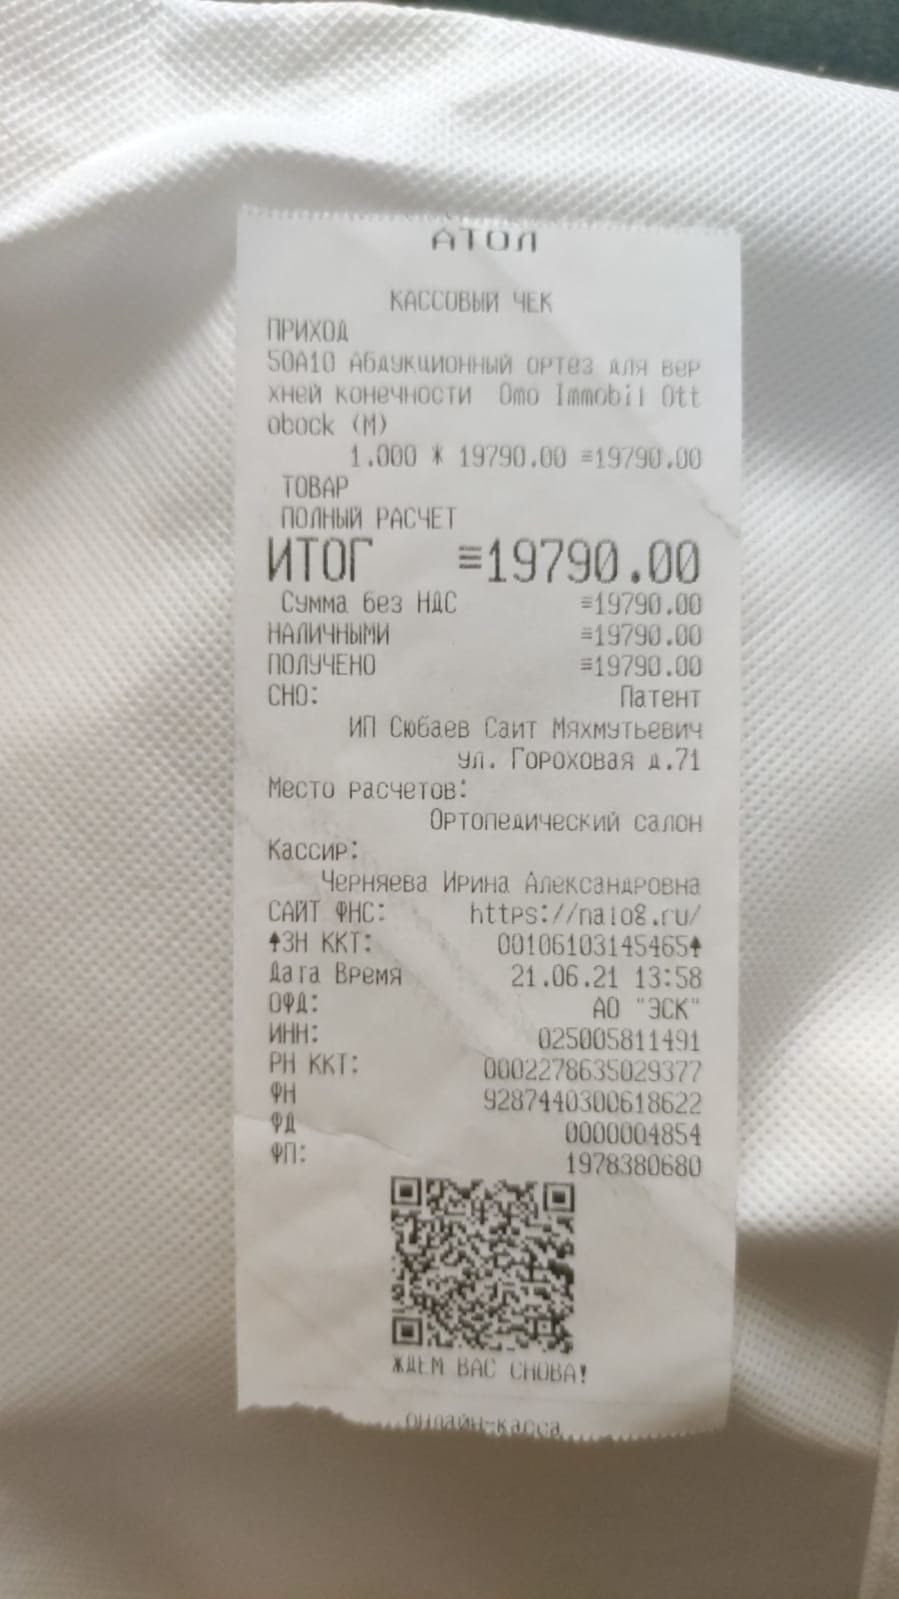 АТОЛ
КАССОВЫЙ ЧЕК
ПРИХОД
50A10 Абдукционный ортез для вер
хней конечности  Omo Immobil Ott
obock (M)
1.000 * 19790.00 ≡19790.00
ТОВАР
ПОЛНЫЙ РАСЧЕТ
ИТОГ ≡19790.00
Сумма без НДС ≡19790.00
НАЛИЧНЫМИ ≡19790.00
ПОЛУЧЕНО ≡19790.00
СНО: Патент
ИП Сюбаев Саит Мяхмутьевич
ул. Гороховая д.71
Место расчетов:
Ортопедический салон
Кассир:
Черняева Ирина Александровна
САЙТ ФНС: https://nalog.ru/
↑ЗН ККТ: 00106103145465↑
Дата Время 21.06.21 13:58
ОФД: АО "ЭСК"
ИНН: 025005811491
РН ККТ: 0002278635029377
ФН 9287440300618622
ФД 0000004854
ФП: 1978380680
ЖДЕМ ВАС СНОВА!
онлайн-касса